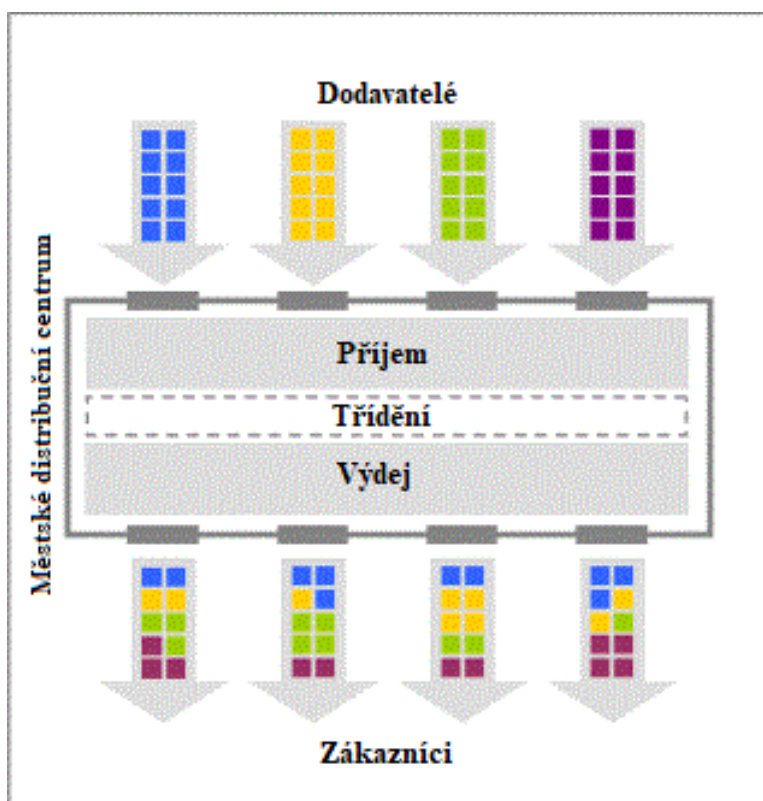 Dodavatelé
Městské distribuční centrum
Příjem
Třídění
Výdej
Zákazníci